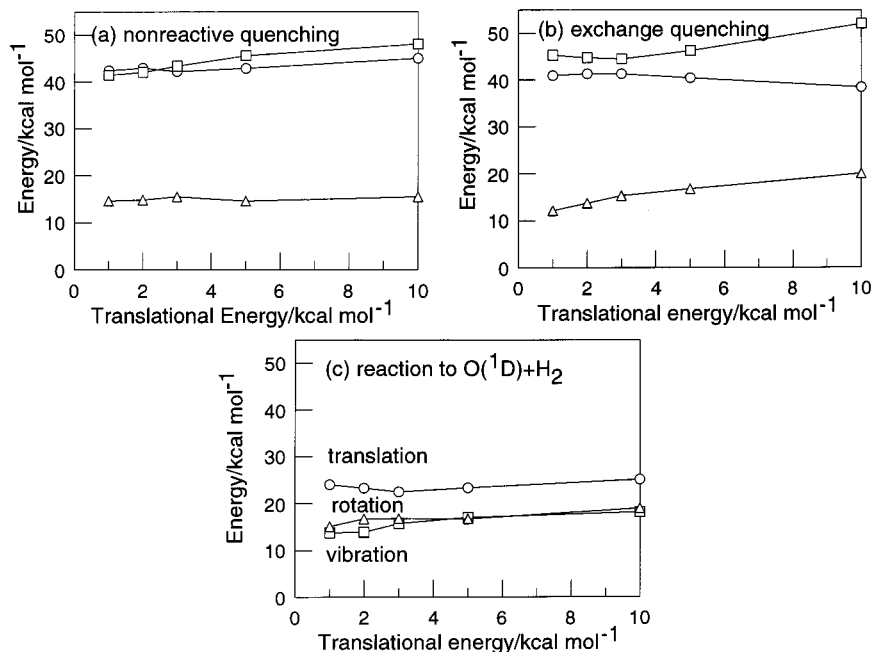 (a) nonreactive quenching
Energy/kcal mol⁻¹
50
40
30
20
10
0
0 2 4 6 8 10
Translational Energy/kcal mol⁻¹
(b) exchange quenching
Energy/kcal mol⁻¹
50
40
30
20
10
0
0 2 4 6 8 10
Translational energy/kcal mol⁻¹
(c) reaction to O(¹D)+H₂
Energy/kcal mol⁻¹
50
40
30
20
10
0
translation
rotation
vibration
0 2 4 6 8 10
Translational energy/kcal mol⁻¹